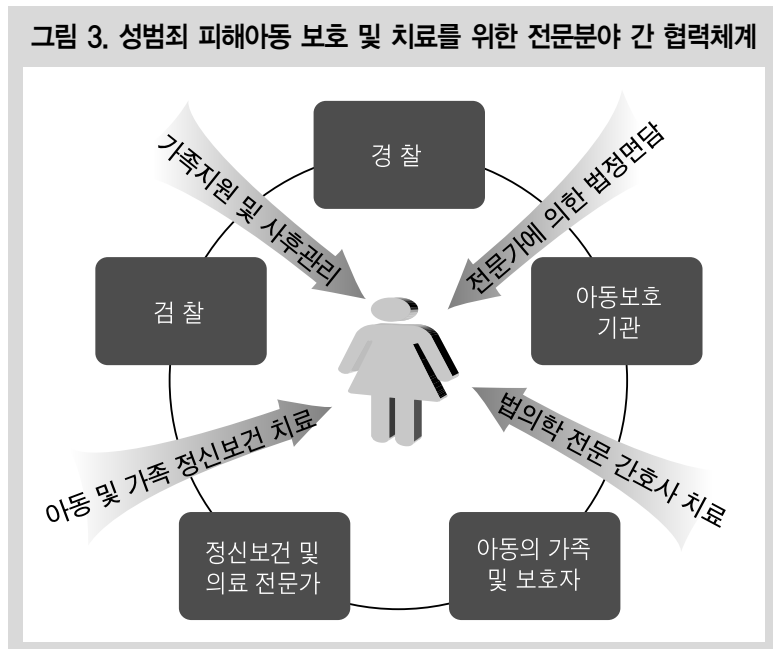 그림 3. 성범죄 피해아동 보호 및 치료를 위한 전문분야 간 협력체계
경 찰
가족지원 및 사후관리
전문가에 의한 법정면담
검 찰
아동보호
기관
아동 및 가족 정신보건 치료
법의학 전문 간호사 치료
정신보건 및
의료 전문가
아동의 가족
및 보호자